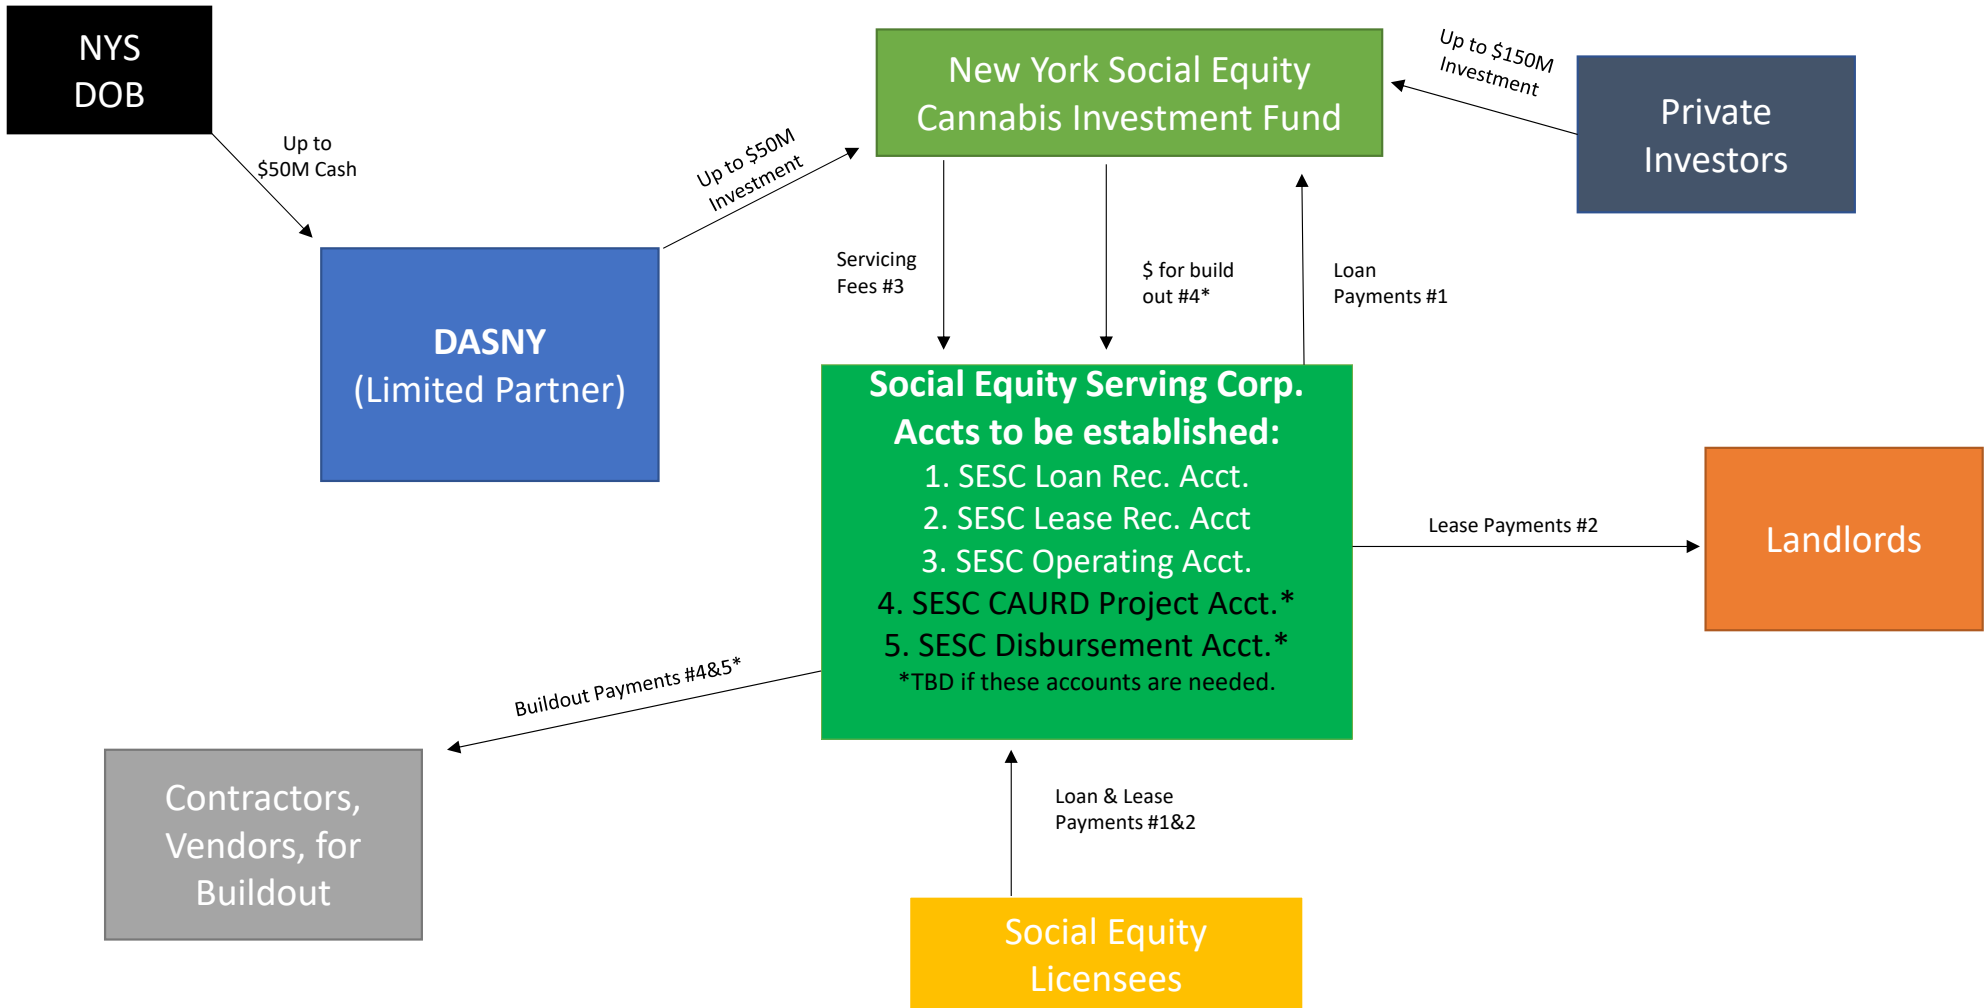 NYS
DOB
Up to
$50M Cash
DASNY
(Limited Partner)
Up to $50M
Investment
New York Social Equity
Cannabis Investment Fund
Up to $150M
Investment
Private
Investors
Servicing
Fees #3
$ for build
out #4*
Loan
Payments #1
Social Equity Serving Corp.
Accts to be established:
1. SESC Loan Rec. Acct.
2. SESC Lease Rec. Acct
3. SESC Operating Acct.
4. SESC CAURD Project Acct.*
5. SESC Disbursement Acct.*
*TBD if these accounts are needed.
Lease Payments #2
Landlords
Buildout Payments #4&5*
Contractors,
Vendors, for
Buildout
Loan & Lease
Payments #1&2
Social Equity
Licensees